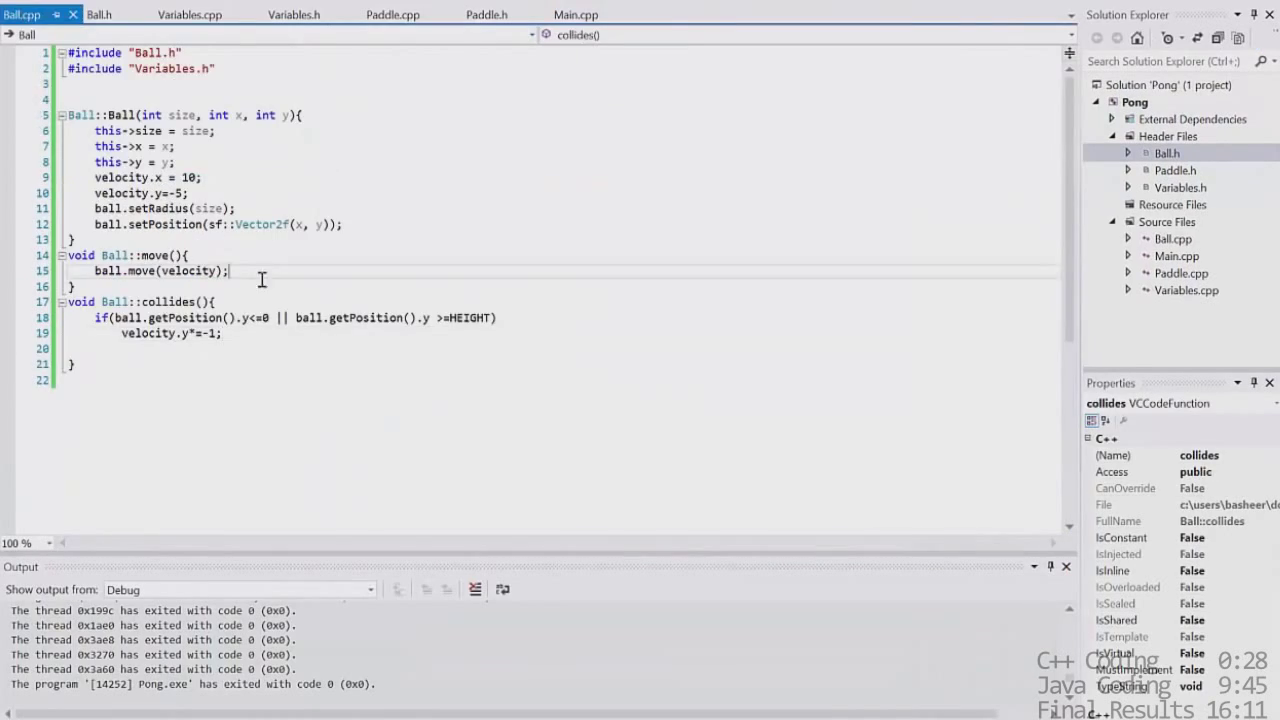 Ball.cpp
Ball.h
Variables.cpp
Variables.h
Paddle.cpp
Paddle.h
Main.cpp
Ball
collides()
1 #include "Ball.h"
2 #include "Variables.h"
3
4
5 Ball::Ball(int size, int x, int y){
6 this->size = size;
7 this->x = x;
8 this->y = y;
9 velocity.x = 10;
10 velocity.y=-5;
11 ball.setRadius(size);
12 ball.setPosition(sf::Vector2f(x, y));
13 }
14 void Ball::move(){
15 ball.move(velocity);
16 }
17 void Ball::collides(){
18 if(ball.getPosition().y<=0 || ball.getPosition().y >=HEIGHT)
19 velocity.y*=-1;
20
21 }
22
100 %
Output
Show output from: Debug
The thread 0x199c has exited with code 0 (0x0).
The thread 0x1ae0 has exited with code 0 (0x0).
The thread 0x3ae8 has exited with code 0 (0x0).
The thread 0x3270 has exited with code 0 (0x0).
The thread 0x3a60 has exited with code 0 (0x0).
The program '[14252] Pong.exe' has exited with code 0 (0x0).
Solution Explorer
Search Solution Explorer (Ctrl+;)
Solution 'Pong' (1 project)
Pong
External Dependencies
Header Files
Ball.h
Paddle.h
Variables.h
Resource Files
Source Files
Ball.cpp
Main.cpp
Paddle.cpp
Variables.cpp
Properties
collides VCCodeFunction
C++
(Name) collides
Access public
CanOverride False
File c:\users\basheer\do
FullName Ball::collides
IsConstant False
IsInjected False
IsInline False
IsOverloaded False
IsSealed False
IsShared False
IsTemplate False
IsVirtual False
MustImplement False
TypeString void
C++
C++ Coding 0:28
Java Coding 9:45
Final Results 16:11